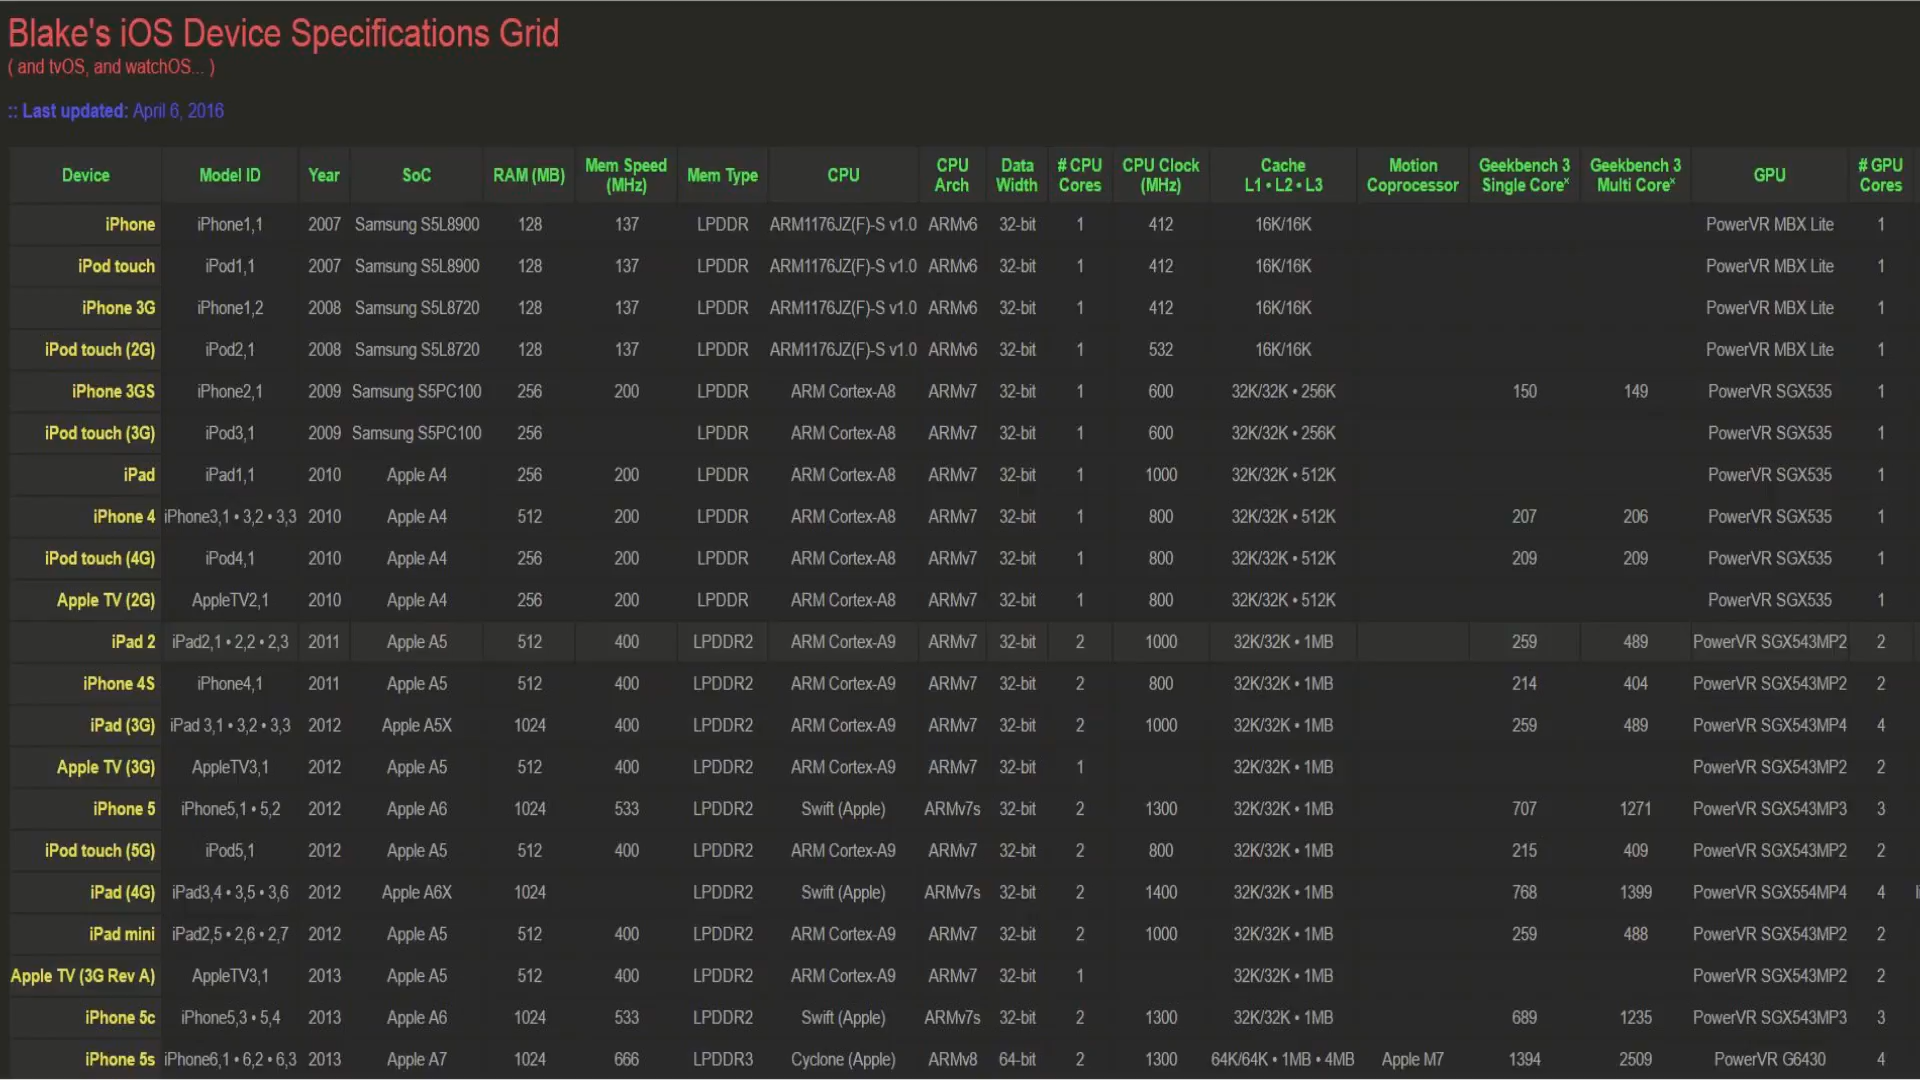 Blake's iOS Device Specifications Grid
( and tvOS, and watchOS... )
:: Last updated: April 6, 2016
Device Model ID Year SoC RAM (MB) Mem Speed (MHz) Mem Type CPU CPU Arch Data Width # CPU Cores CPU Clock (MHz) Cache L1 • L2 • L3 Motion Coprocessor Geekbench 3 Single Core× Geekbench 3 Multi Core× GPU # GPU Cores
iPhone iPhone1,1 2007 Samsung S5L8900 128 137 LPDDR ARM1176JZ(F)-S v1.0 ARMv6 32-bit 1 412 16K/16K PowerVR MBX Lite 1
iPod touch iPod1,1 2007 Samsung S5L8900 128 137 LPDDR ARM1176JZ(F)-S v1.0 ARMv6 32-bit 1 412 16K/16K PowerVR MBX Lite 1
iPhone 3G iPhone1,2 2008 Samsung S5L8720 128 137 LPDDR ARM1176JZ(F)-S v1.0 ARMv6 32-bit 1 412 16K/16K PowerVR MBX Lite 1
iPod touch (2G) iPod2,1 2008 Samsung S5L8720 128 137 LPDDR ARM1176JZ(F)-S v1.0 ARMv6 32-bit 1 532 16K/16K PowerVR MBX Lite 1
iPhone 3GS iPhone2,1 2009 Samsung S5PC100 256 200 LPDDR ARM Cortex-A8 ARMv7 32-bit 1 600 32K/32K • 256K 150 149 PowerVR SGX535 1
iPod touch (3G) iPod3,1 2009 Samsung S5PC100 256 LPDDR ARM Cortex-A8 ARMv7 32-bit 1 600 32K/32K • 256K PowerVR SGX535 1
iPad iPad1,1 2010 Apple A4 256 200 LPDDR ARM Cortex-A8 ARMv7 32-bit 1 1000 32K/32K • 512K PowerVR SGX535 1
iPhone 4 iPhone3,1 • 3,2 • 3,3 2010 Apple A4 512 200 LPDDR ARM Cortex-A8 ARMv7 32-bit 1 800 32K/32K • 512K 207 206 PowerVR SGX535 1
iPod touch (4G) iPod4,1 2010 Apple A4 256 200 LPDDR ARM Cortex-A8 ARMv7 32-bit 1 800 32K/32K • 512K 209 209 PowerVR SGX535 1
Apple TV (2G) AppleTV2,1 2010 Apple A4 256 200 LPDDR ARM Cortex-A8 ARMv7 32-bit 1 800 32K/32K • 512K PowerVR SGX535 1
iPad 2 iPad2,1 • 2,2 • 2,3 2011 Apple A5 512 400 LPDDR2 ARM Cortex-A9 ARMv7 32-bit 2 1000 32K/32K • 1MB 259 489 PowerVR SGX543MP2 2
iPhone 4S iPhone4,1 2011 Apple A5 512 400 LPDDR2 ARM Cortex-A9 ARMv7 32-bit 2 800 32K/32K • 1MB 214 404 PowerVR SGX543MP2 2
iPad (3G) iPad 3,1 • 3,2 • 3,3 2012 Apple A5X 1024 400 LPDDR2 ARM Cortex-A9 ARMv7 32-bit 2 1000 32K/32K • 1MB 259 489 PowerVR SGX543MP4 4
Apple TV (3G) AppleTV3,1 2012 Apple A5 512 400 LPDDR2 ARM Cortex-A9 ARMv7 32-bit 1 32K/32K • 1MB PowerVR SGX543MP2 2
iPhone 5 iPhone5,1 • 5,2 2012 Apple A6 1024 533 LPDDR2 Swift (Apple) ARMv7s 32-bit 2 1300 32K/32K • 1MB 707 1271 PowerVR SGX543MP3 3
iPod touch (5G) iPod5,1 2012 Apple A5 512 400 LPDDR2 ARM Cortex-A9 ARMv7 32-bit 2 800 32K/32K • 1MB 215 409 PowerVR SGX543MP2 2
iPad (4G) iPad3,4 • 3,5 • 3,6 2012 Apple A6X 1024 LPDDR2 Swift (Apple) ARMv7s 32-bit 2 1400 32K/32K • 1MB 768 1399 PowerVR SGX554MP4 4
iPad mini iPad2,5 • 2,6 • 2,7 2012 Apple A5 512 400 LPDDR2 ARM Cortex-A9 ARMv7 32-bit 2 1000 32K/32K • 1MB 259 488 PowerVR SGX543MP2 2
Apple TV (3G Rev A) AppleTV3,1 2013 Apple A5 512 400 LPDDR2 ARM Cortex-A9 ARMv7 32-bit 1 32K/32K • 1MB PowerVR SGX543MP2 2
iPhone 5c iPhone5,3 • 5,4 2013 Apple A6 1024 533 LPDDR2 Swift (Apple) ARMv7s 32-bit 2 1300 32K/32K • 1MB 689 1235 PowerVR SGX543MP3 3
iPhone 5s iPhone6,1 • 6,2 • 6,3 2013 Apple A7 1024 666 LPDDR3 Cyclone (Apple) ARMv8 64-bit 2 1300 64K/64K • 1MB • 4MB Apple M7 1394 2509 PowerVR G6430 4